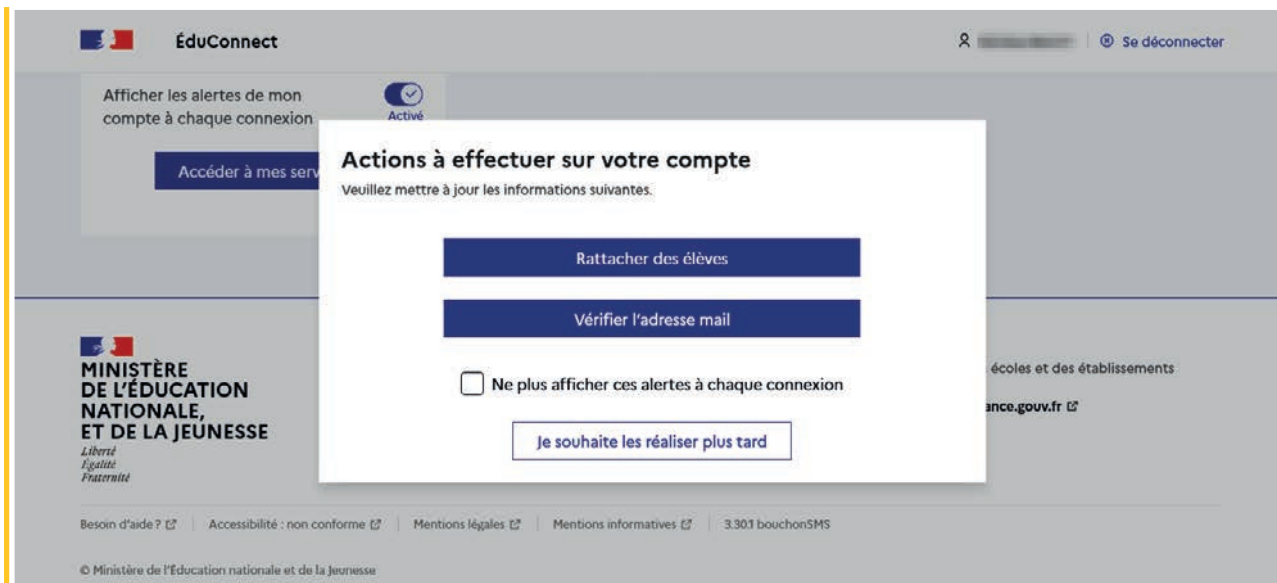 ÉduConnect
Se déconnecter
Afficher les alertes de mon
compte à chaque connexion
Activé
Accéder à mes serv
Actions à effectuer sur votre compte
Veuillez mettre à jour les informations suivantes.
Rattacher des élèves
Vérifier l'adresse mail
Ne plus afficher ces alertes à chaque connexion
Je souhaite les réaliser plus tard
MINISTÈRE
DE L'ÉDUCATION
NATIONALE,
ET DE LA JEUNESSE
Liberté
Égalité
Fraternité
écoles et des établissements
ance.gouv.fr
Besoin d'aide ? Accessibilité : non conforme Mentions légales Mentions informatives 3.30.1 bouchonSMS
© Ministère de l'Éducation nationale et de la Jeunesse